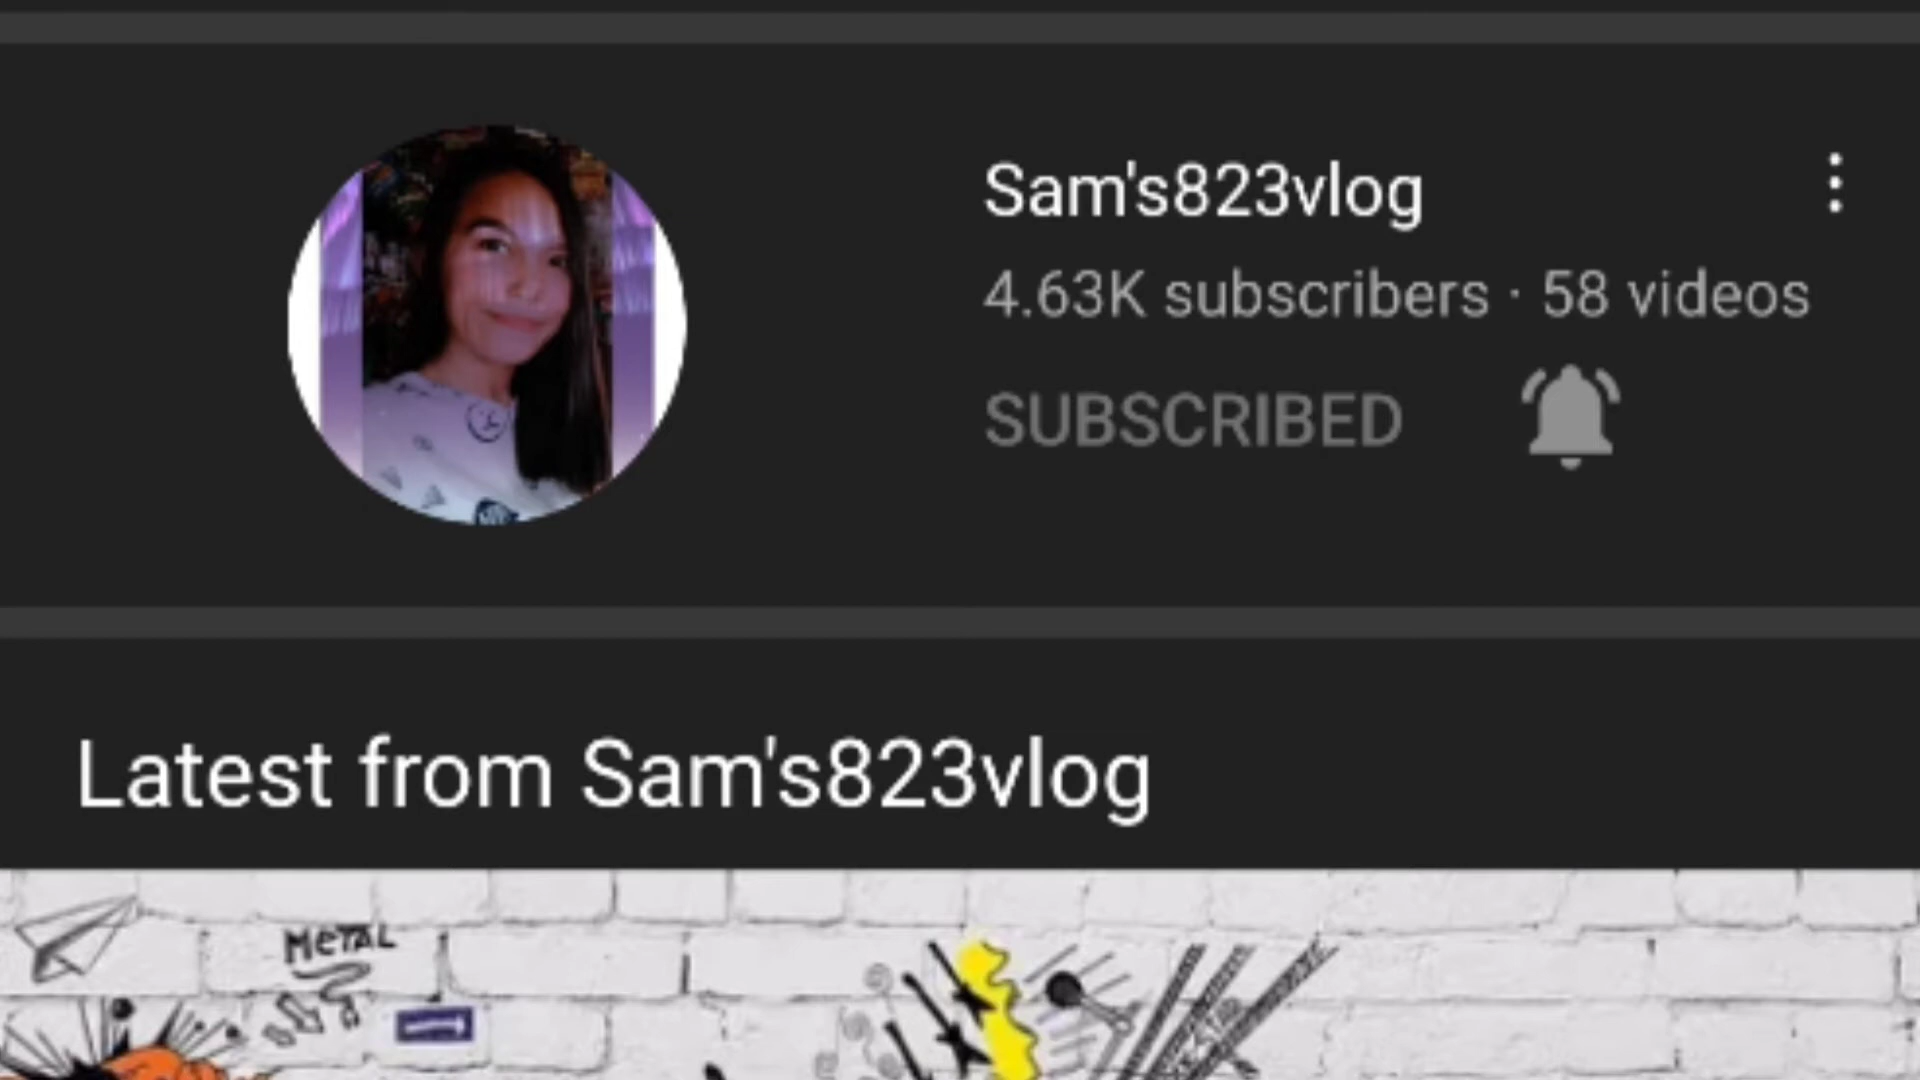 Sam's823vlog
4.63K subscribers · 58 videos
SUBSCRIBED
Latest from Sam's823vlog
METAL